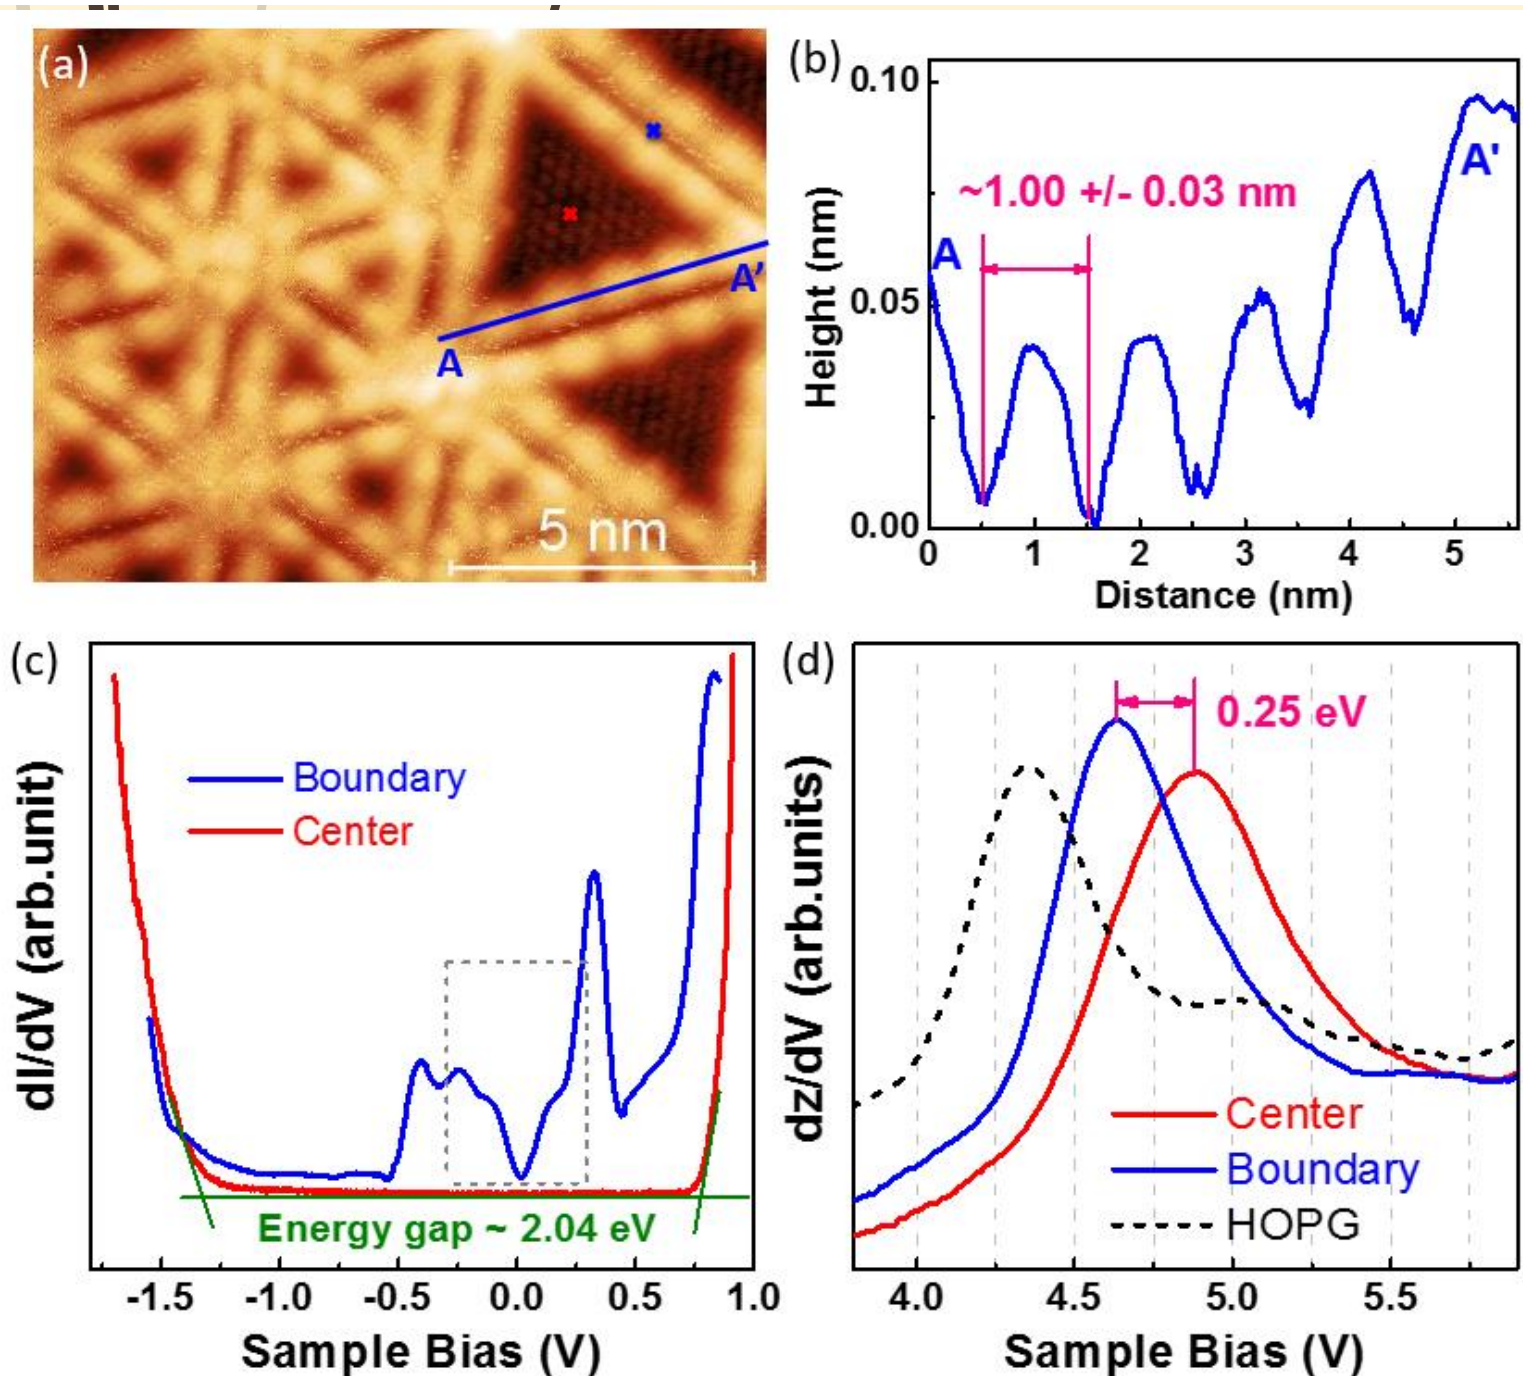 (a)
A
A'
5 nm
(b)
0.10
0.05
0.00
Height (nm)
~1.00 +/- 0.03 nm
A
A'
0 1 2 3 4 5
Distance (nm)
(c)
dI/dV (arb.unit)
Boundary
Center
Energy gap ~ 2.04 eV
-1.5 -1.0 -0.5 0.0 0.5 1.0
Sample Bias (V)
(d)
dz/dV (arb.units)
0.25 eV
Center
Boundary
HOPG
4.0 4.5 5.0 5.5
Sample Bias (V)